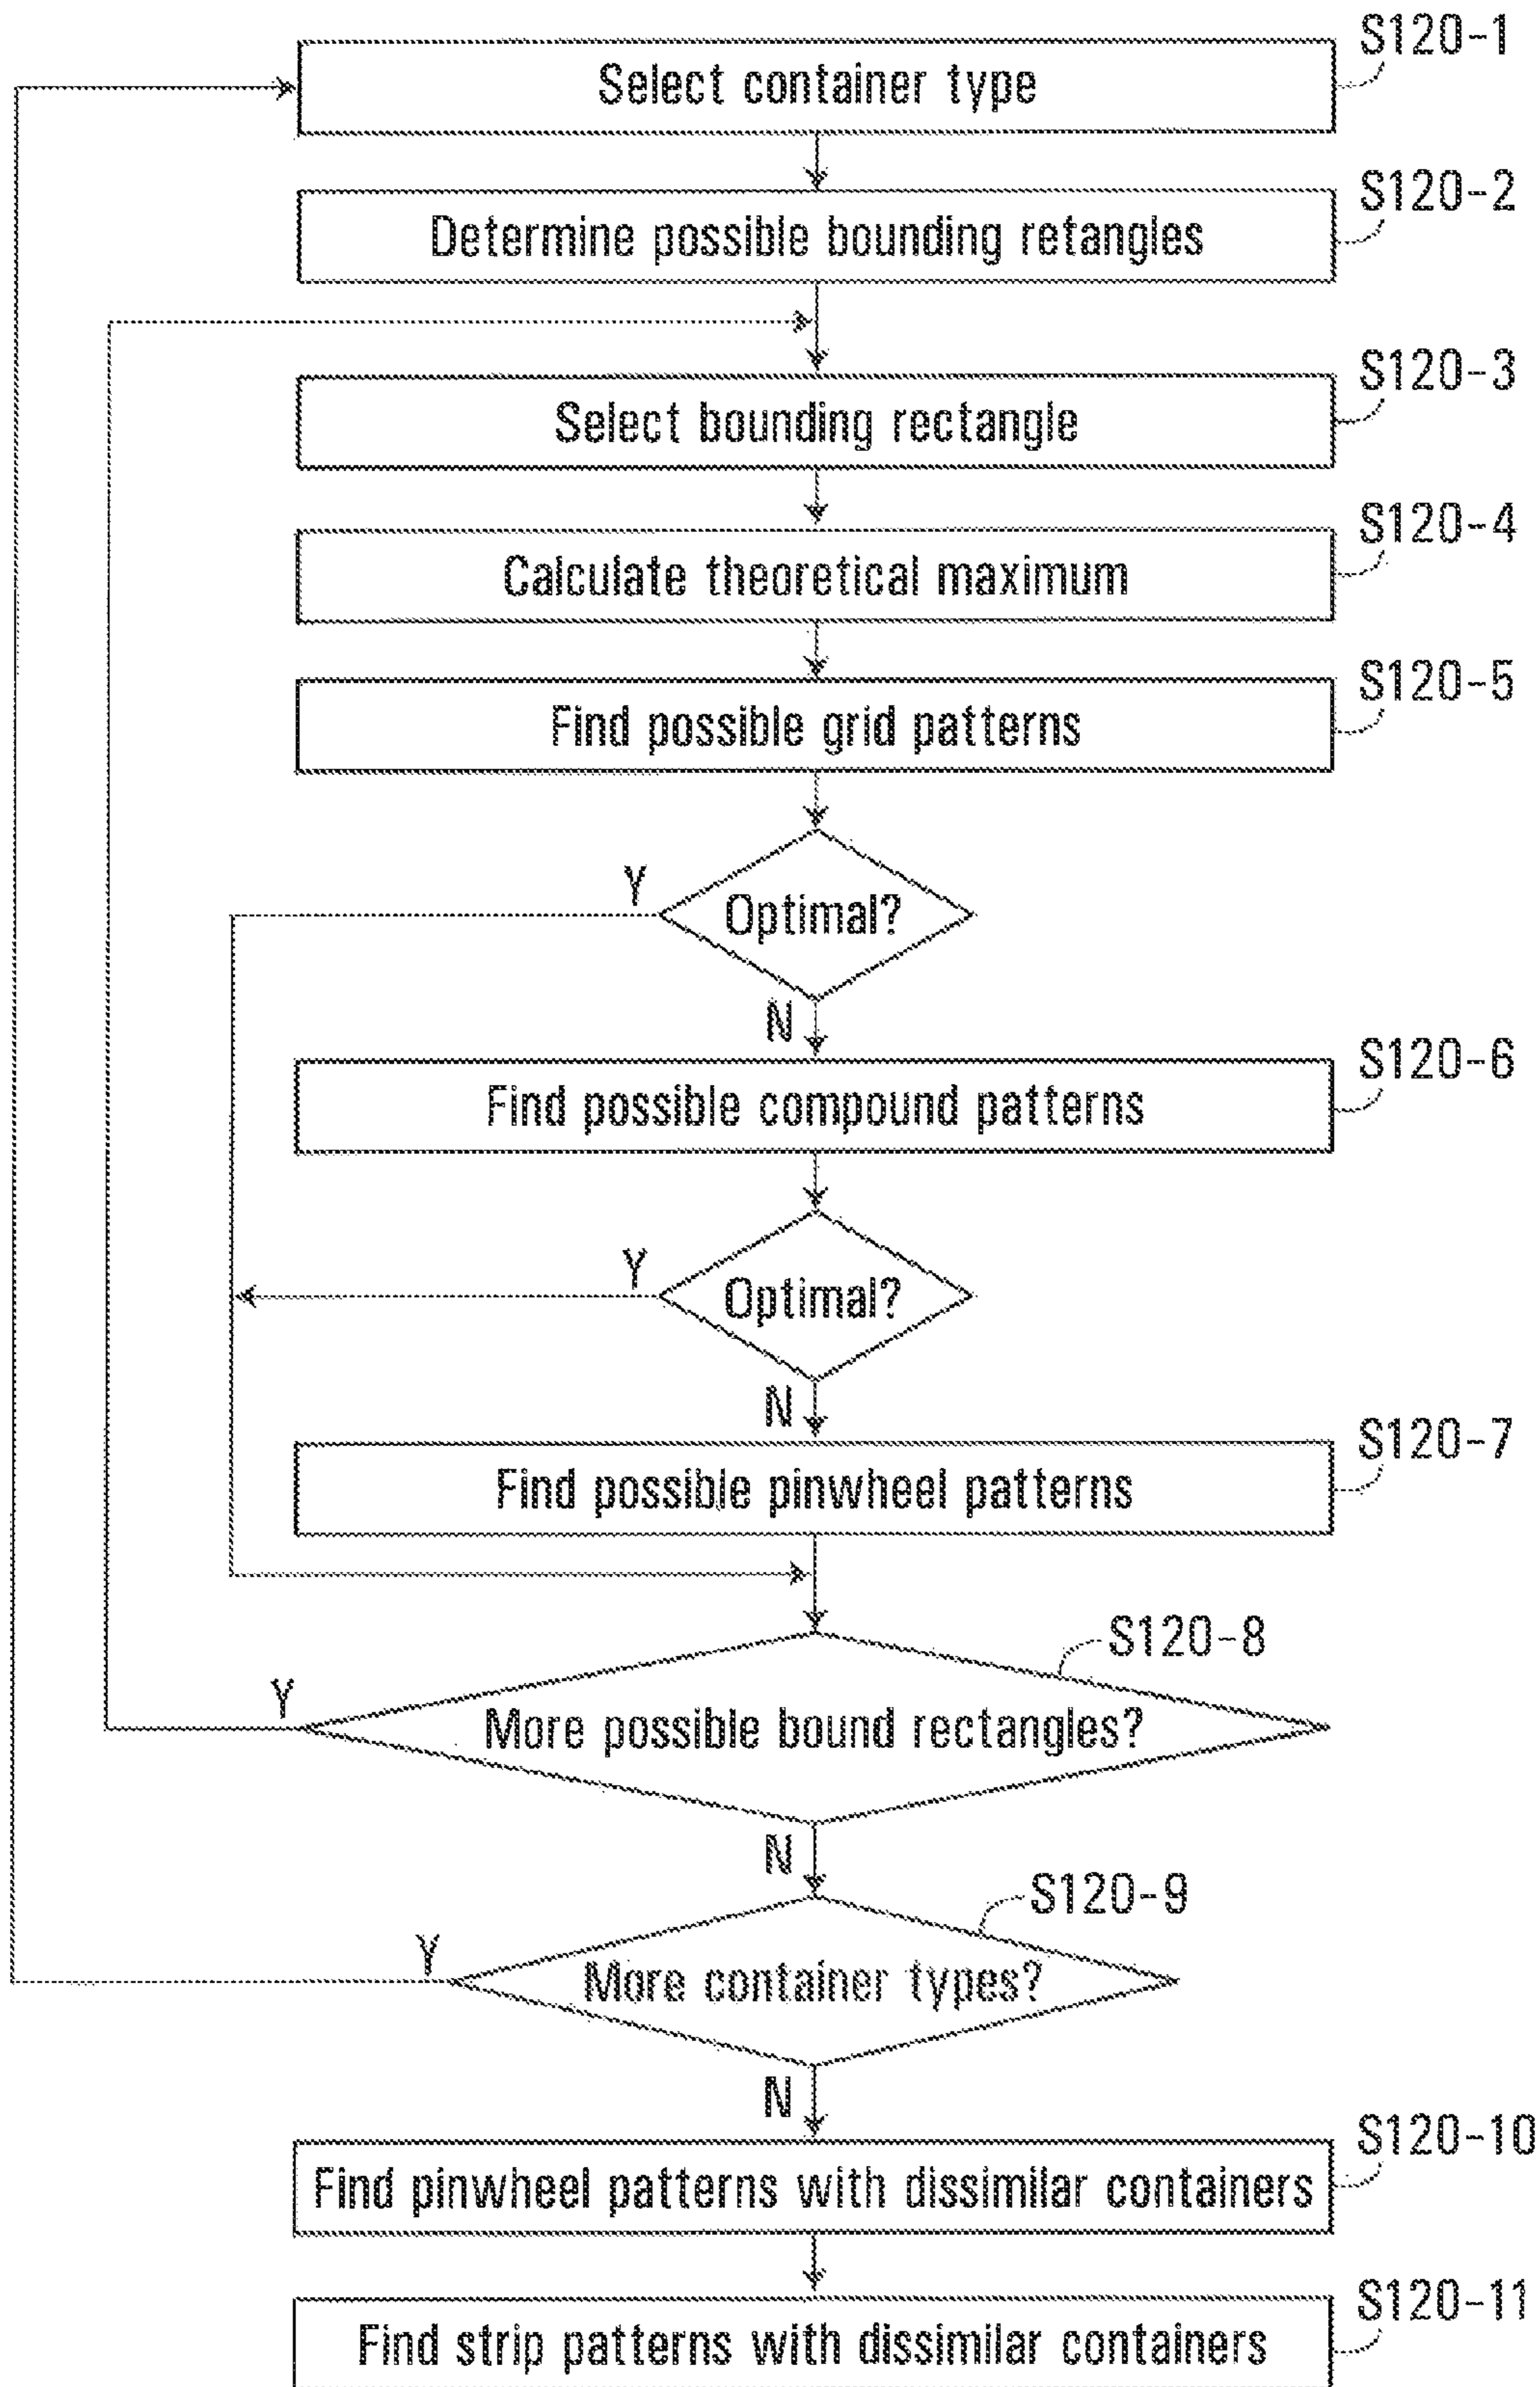 S120-1
Select container type
S120-2
Determine possible bounding retangles
S120-3
Select bounding rectangle
S120-4
Calculate theoretical maximum
S120-5
Find possible grid patterns
Y
Optimal?
N
S120-6
Find possible compound patterns
Y
Optimal?
N
S120-7
Find possible pinwheel patterns
S120-8
Y
More possible bound rectangles?
N
S120-9
Y
More container types?
N
S120-10
Find pinwheel patterns with dissimilar containers
S120-11
Find strip patterns with dissimilar containers